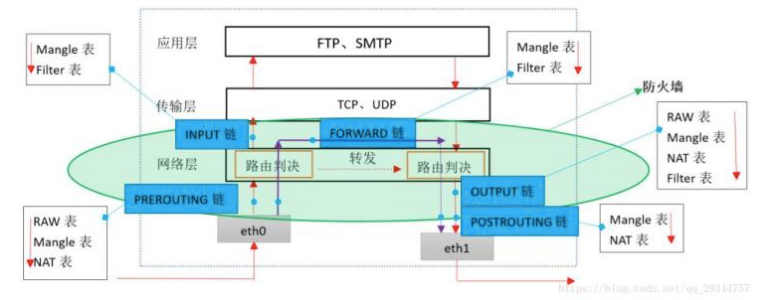 应用层
FTP、SMTP
Mangle 表
Filter 表
Mangle 表
Filter 表
防火墙
传输层
TCP、UDP
INPUT 链
FORWARD 链
RAW 表
Mangle 表
NAT 表
Filter 表
网络层
路由判决
转发
路由判决
PREROUTING 链
OUTPUT 链
POSTROUTING 链
RAW 表
Mangle 表
NAT 表
eth0
eth1
Mangle 表
NAT 表
https://blog.csdn.net/qq_29344757